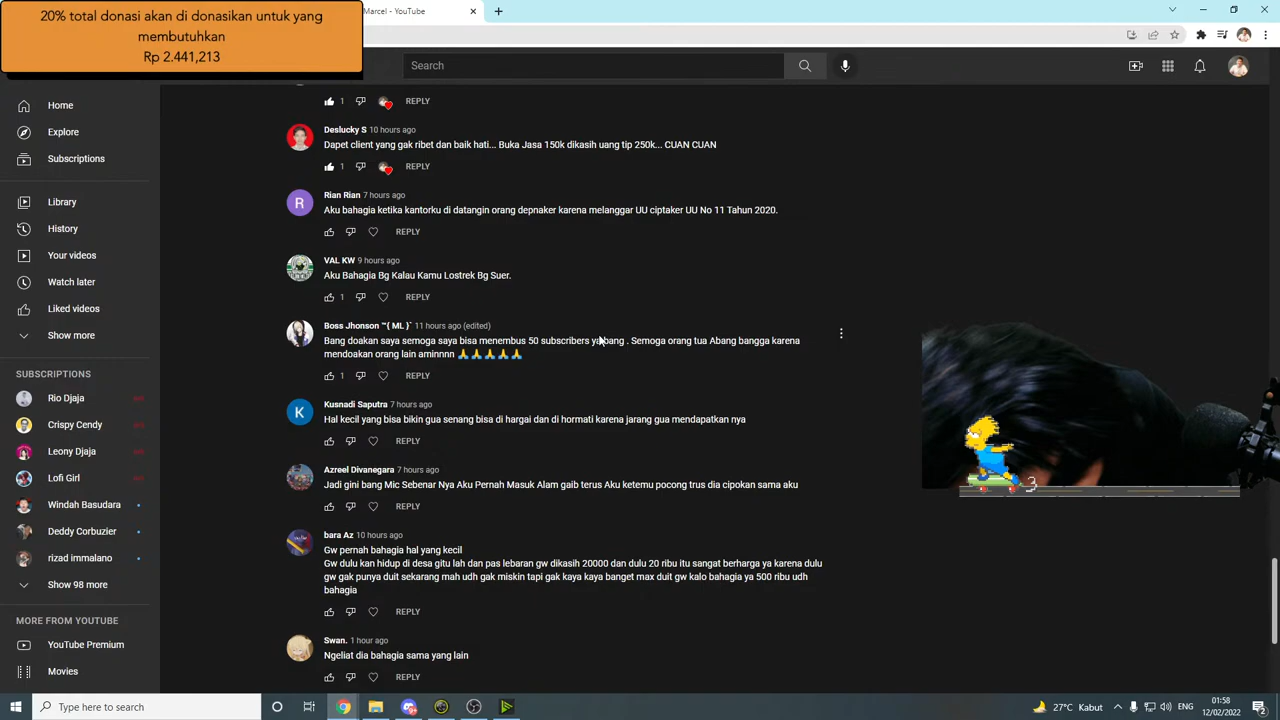 20% total donasi akan di donasikan untuk yang
membutuhkan
Rp 2.441,213
Marcel - YouTube
Search
Home
Explore
Subscriptions
Library
History
Your videos
Watch later
Liked videos
Show more
SUBSCRIPTIONS
Rio Djaja
Crispy Cendy
Leony Djaja
Lofi Girl
Windah Basudara
Deddy Corbuzier
rizad immalano
Show 98 more
MORE FROM YOUTUBE
YouTube Premium
Movies
1 REPLY
Deslucky S 10 hours ago
Dapet client yang gak ribet dan baik hati... Buka Jasa 150k dikasih uang tip 250k... CUAN CUAN
1 REPLY
R
Rian Rian 7 hours ago
Aku bahagia ketika kantorku di datangin orang depnaker karena melanggar UU ciptaker UU No 11 Tahun 2020.
REPLY
VAL KW 9 hours ago
Aku Bahagia Bg Kalau Kamu Lostrek Bg Suer.
1 REPLY
Boss Jhonson ™{ ML }` 11 hours ago (edited)
Bang doakan saya semoga saya bisa menembus 50 subscribers ya bang . Semoga orang tua Abang bangga karena
mendoakan orang lain aminnnn 🙏🙏🙏🙏🙏
1 REPLY
K
Kusnadi Saputra 7 hours ago
Hal kecil yang bisa bikin gua senang bisa di hargai dan di hormati karena jarang gua mendapatkan nya
REPLY
Azreel Divanegara 7 hours ago
Jadi gini bang Mic Sebenar Nya Aku Pernah Masuk Alam gaib terus Aku ketemu pocong trus dia cipokan sama aku
REPLY
bara Az 10 hours ago
Gw pernah bahagia hal yang kecil
Gw dulu kan hidup di desa gitu lah dan pas lebaran gw dikasih 20000 dan dulu 20 ribu itu sangat berharga ya karena dulu
gw gak punya duit sekarang mah udh gak miskin tapi gak kaya kaya banget max duit gw kalo bahagia ya 500 ribu udh
bahagia
REPLY
Swan. 1 hour ago
Ngeliat dia bahagia sama yang lain
REPLY
3
Type here to search
27°C Kabut
ENG
01:58
12/02/2022
2